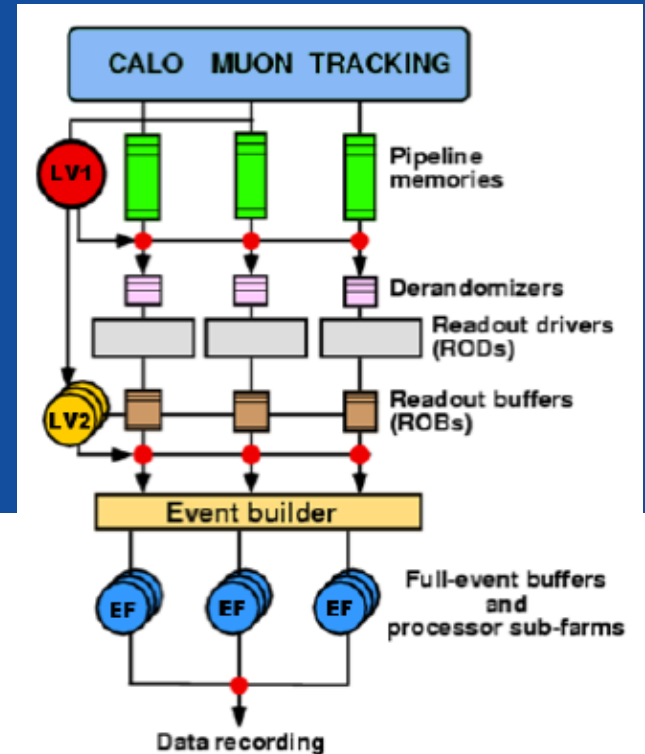 CALO MUON TRACKING
LV1
Pipeline
memories
Derandomizers
Readout drivers
(RODs)
Readout buffers
(ROBs)
LV2
Event builder
EF
EF
EF
Full-event buffers
and
processor sub-farms
Data recording